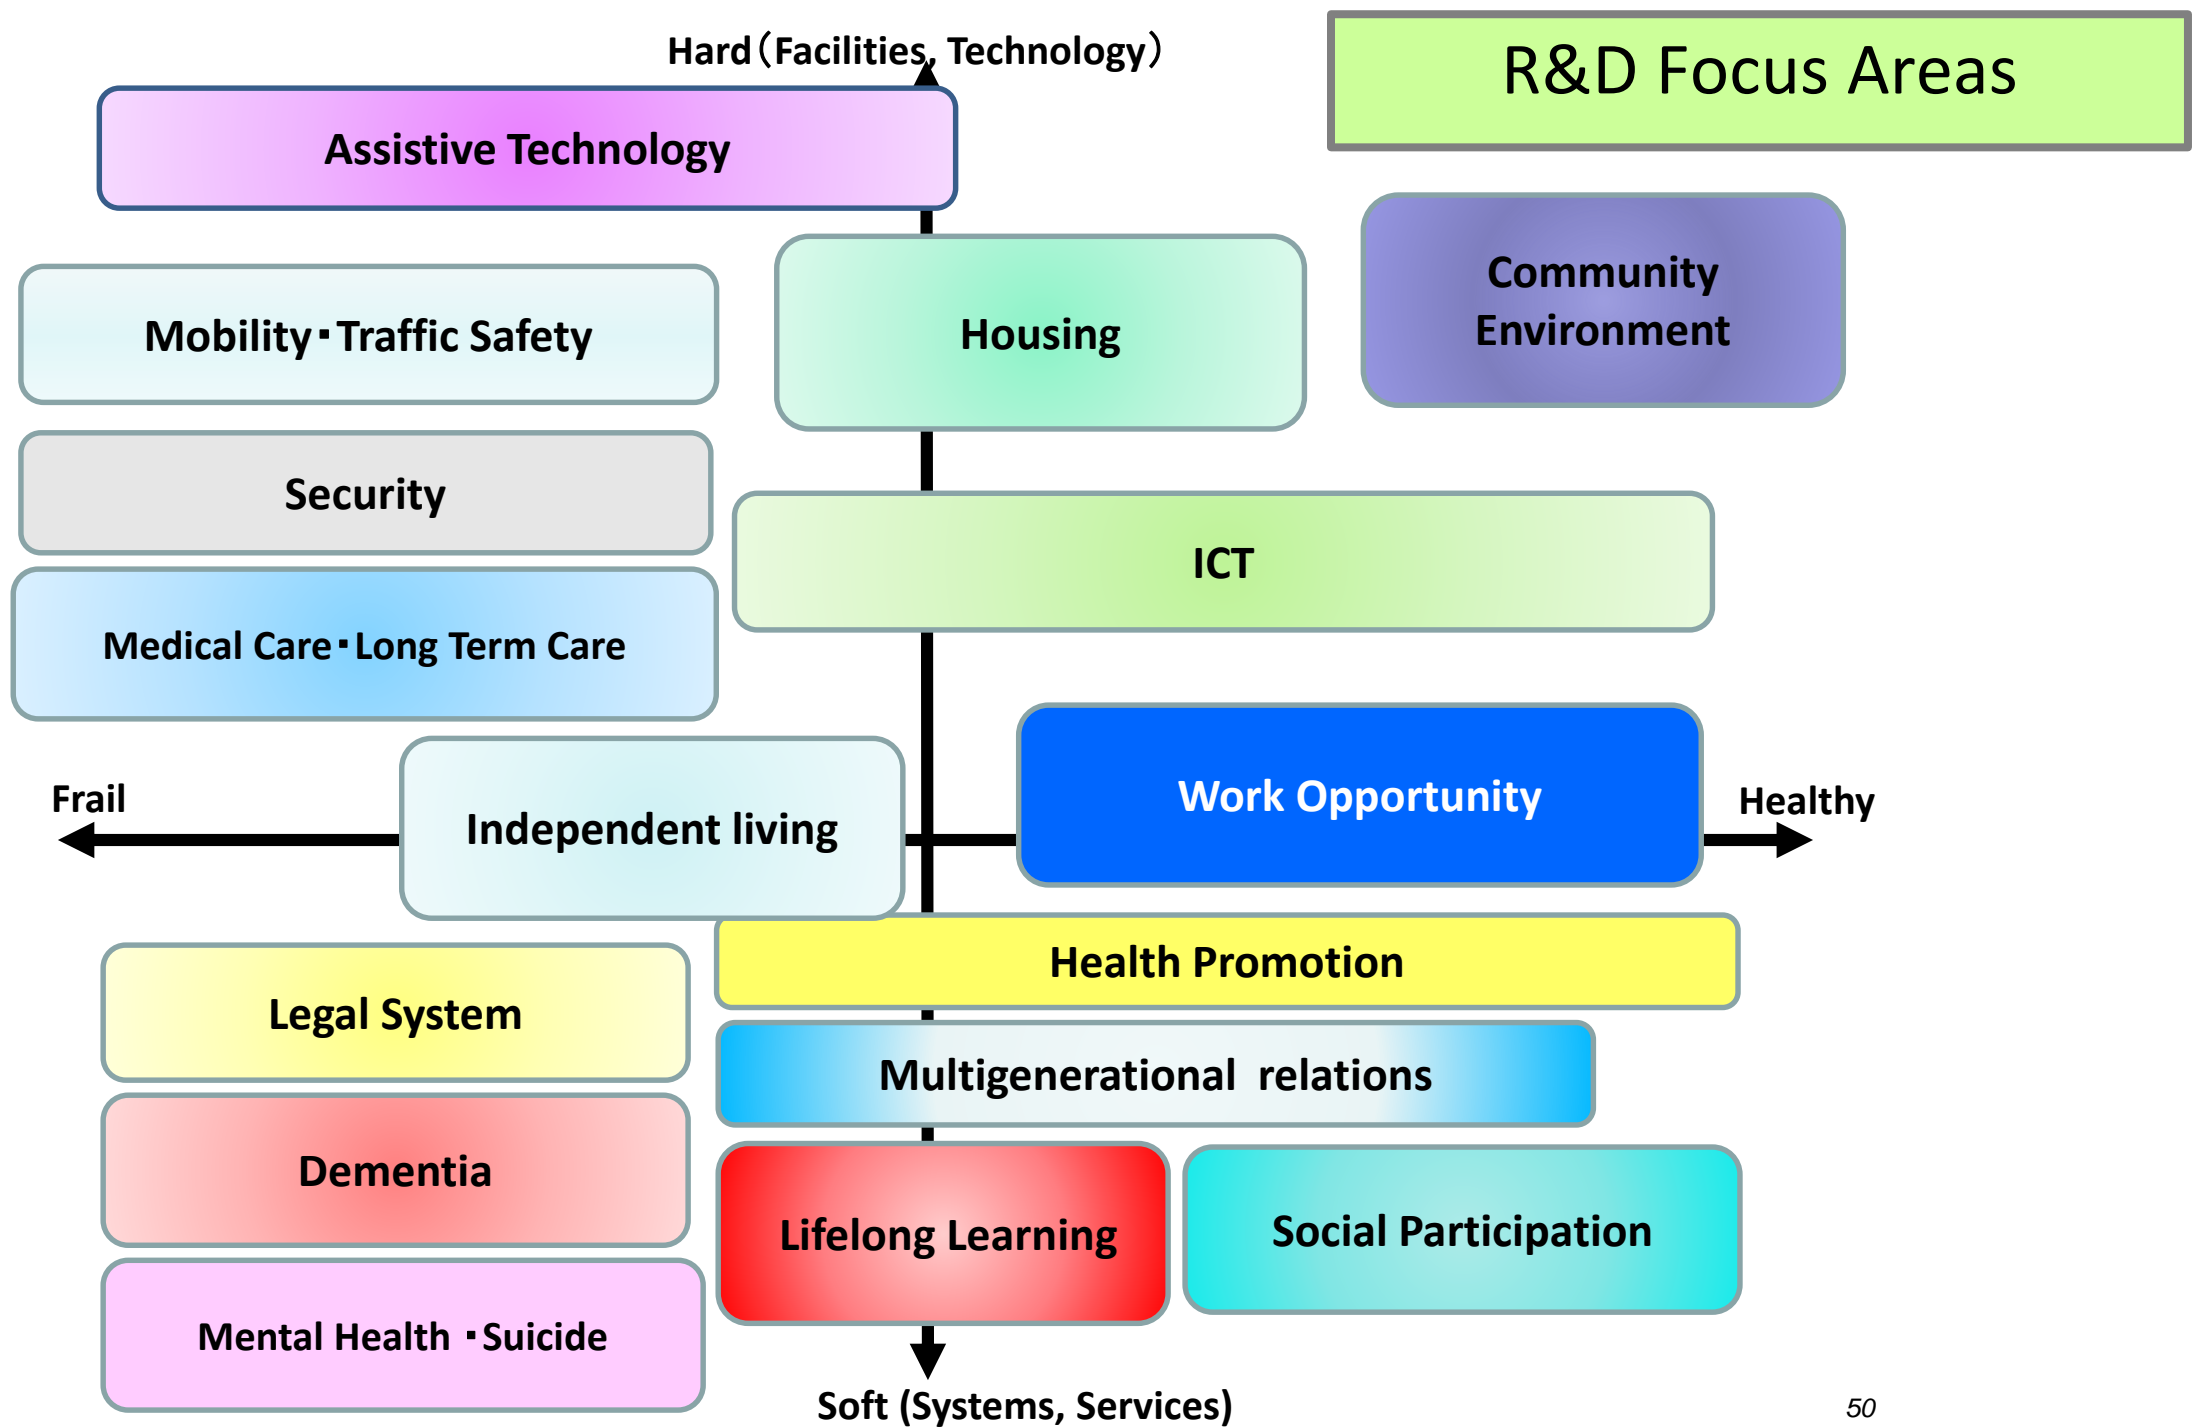 Hard（Facilities, Technology）
R&D Focus Areas
Assistive Technology
Community
Environment
Mobility・Traffic Safety
Housing
Security
ICT
Medical Care・Long Term Care
Work Opportunity
Frail
Healthy
Independent living
Health Promotion
Legal System
Multigenerational relations
Dementia
Lifelong Learning
Social Participation
Mental Health ・Suicide
Soft (Systems, Services)
50